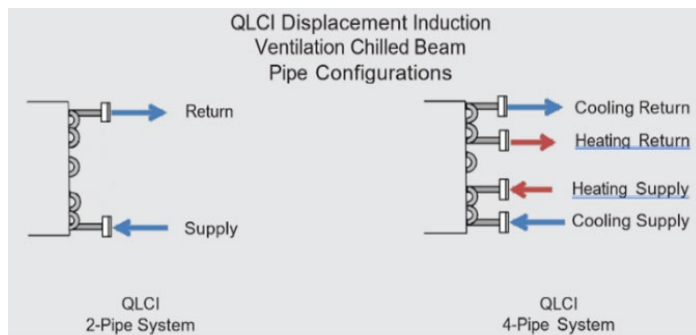 QLCI Displacement Induction
Ventilation Chilled Beam
Pipe Configurations
Return
Supply
QLCI
2-Pipe System
Cooling Return
Heating Return
Heating Supply
Cooling Supply
QLCI
4-Pipe System